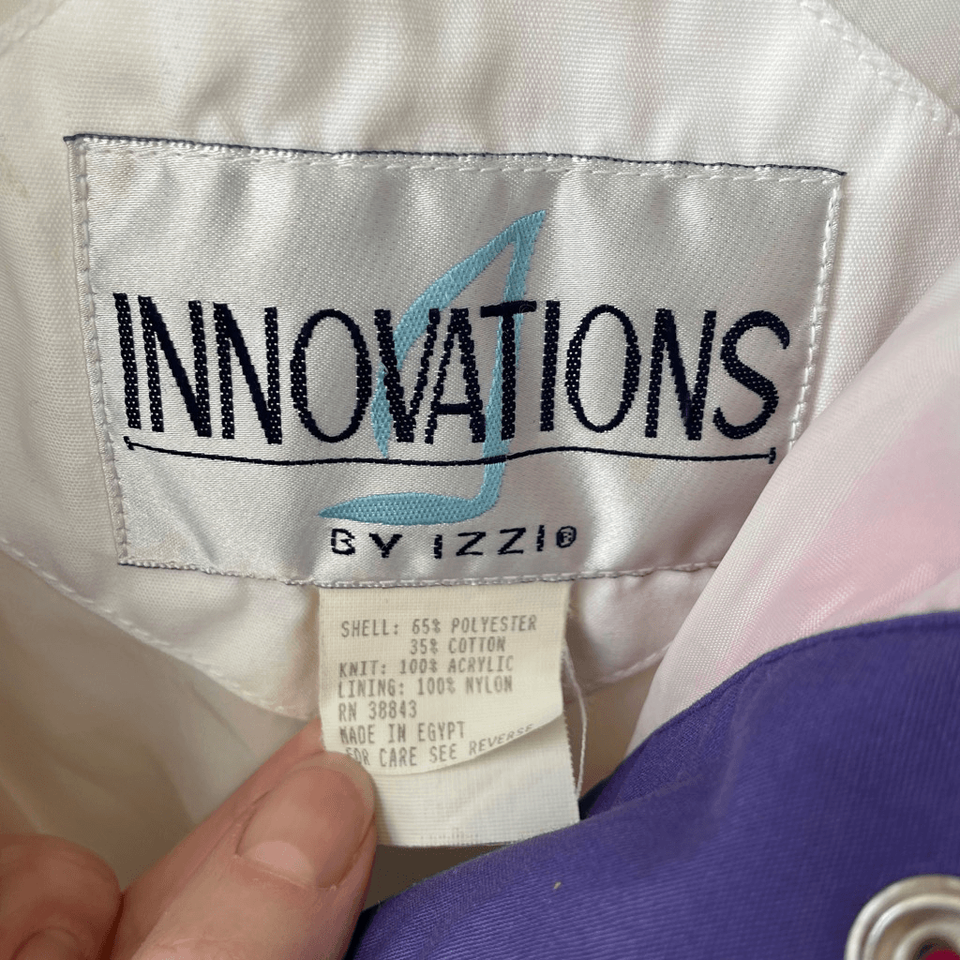 INNOVATIONS
BY IZZI®
SHELL: 65% POLYESTER
35% COTTON
KNIT: 100% ACRYLIC
LINING: 100% NYLON
RN 38843
MADE IN EGYPT
FOR CARE SEE REVERSE